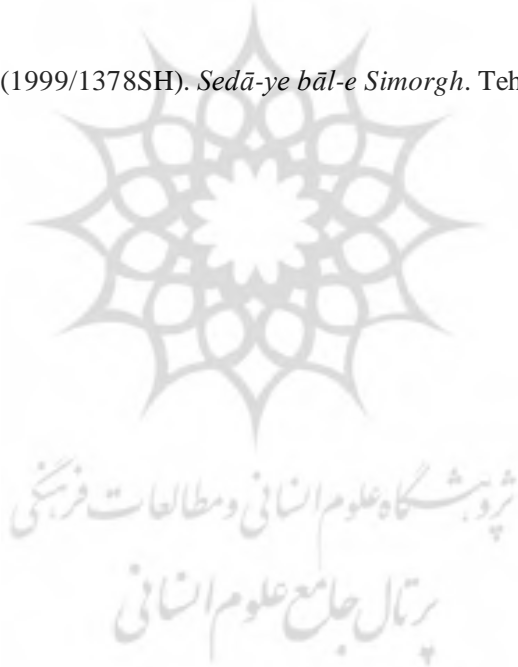 (1999/1378SH). Sedā-ye bāl-e Simorgh. Teh
پژوهشگاه علوم انسانی و مطالعات فرهنگی
پرتال جامع علوم انسانی